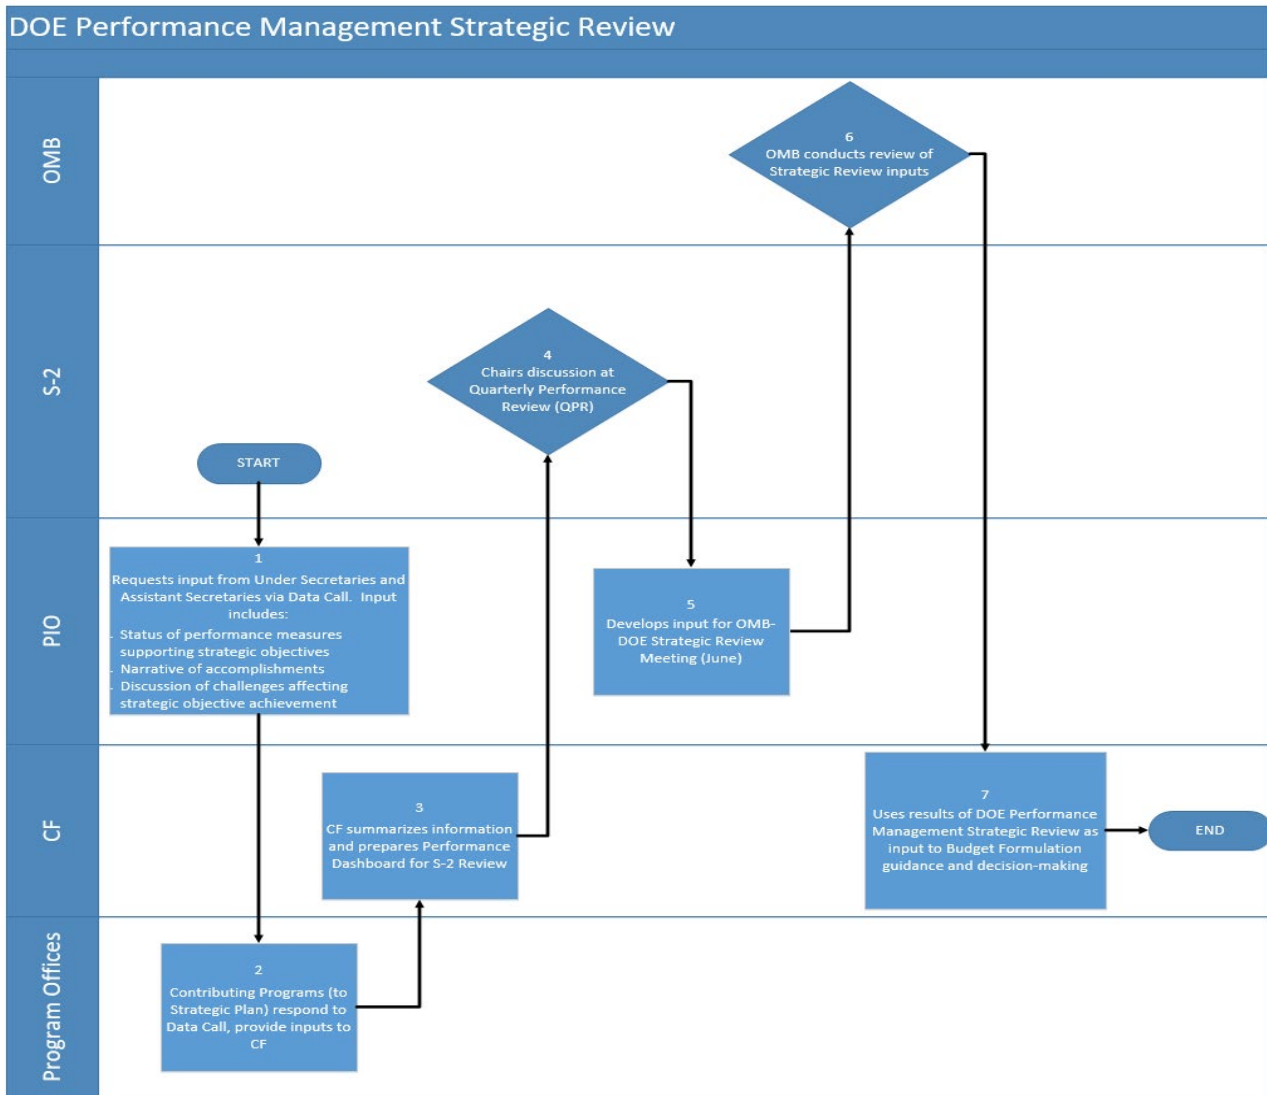 DOE Performance Management Strategic Review
OMB
6
OMB conducts review of
Strategic Review inputs
S-2
4
Chairs discussion at
Quarterly Performance
Review (QPR)
START
PIO
1
Requests input from Under Secretaries and
Assistant Secretaries via Data Call. Input
includes:
Status of performance measures
supporting strategic objectives
Narrative of accomplishments
Discussion of challenges affecting
strategic objective achievement
5
Develops input for OMB-
DOE Strategic Review
Meeting (June)
CF
3
CF summarizes information
and prepares Performance
Dashboard for S-2 Review
7
Uses results of DOE Performance
Management Strategic Review as
input to Budget Formulation
guidance and decision-making
END
Program Offices
2
Contributing Programs (to
Strategic Plan) respond to
Data Call, provide inputs to
CF